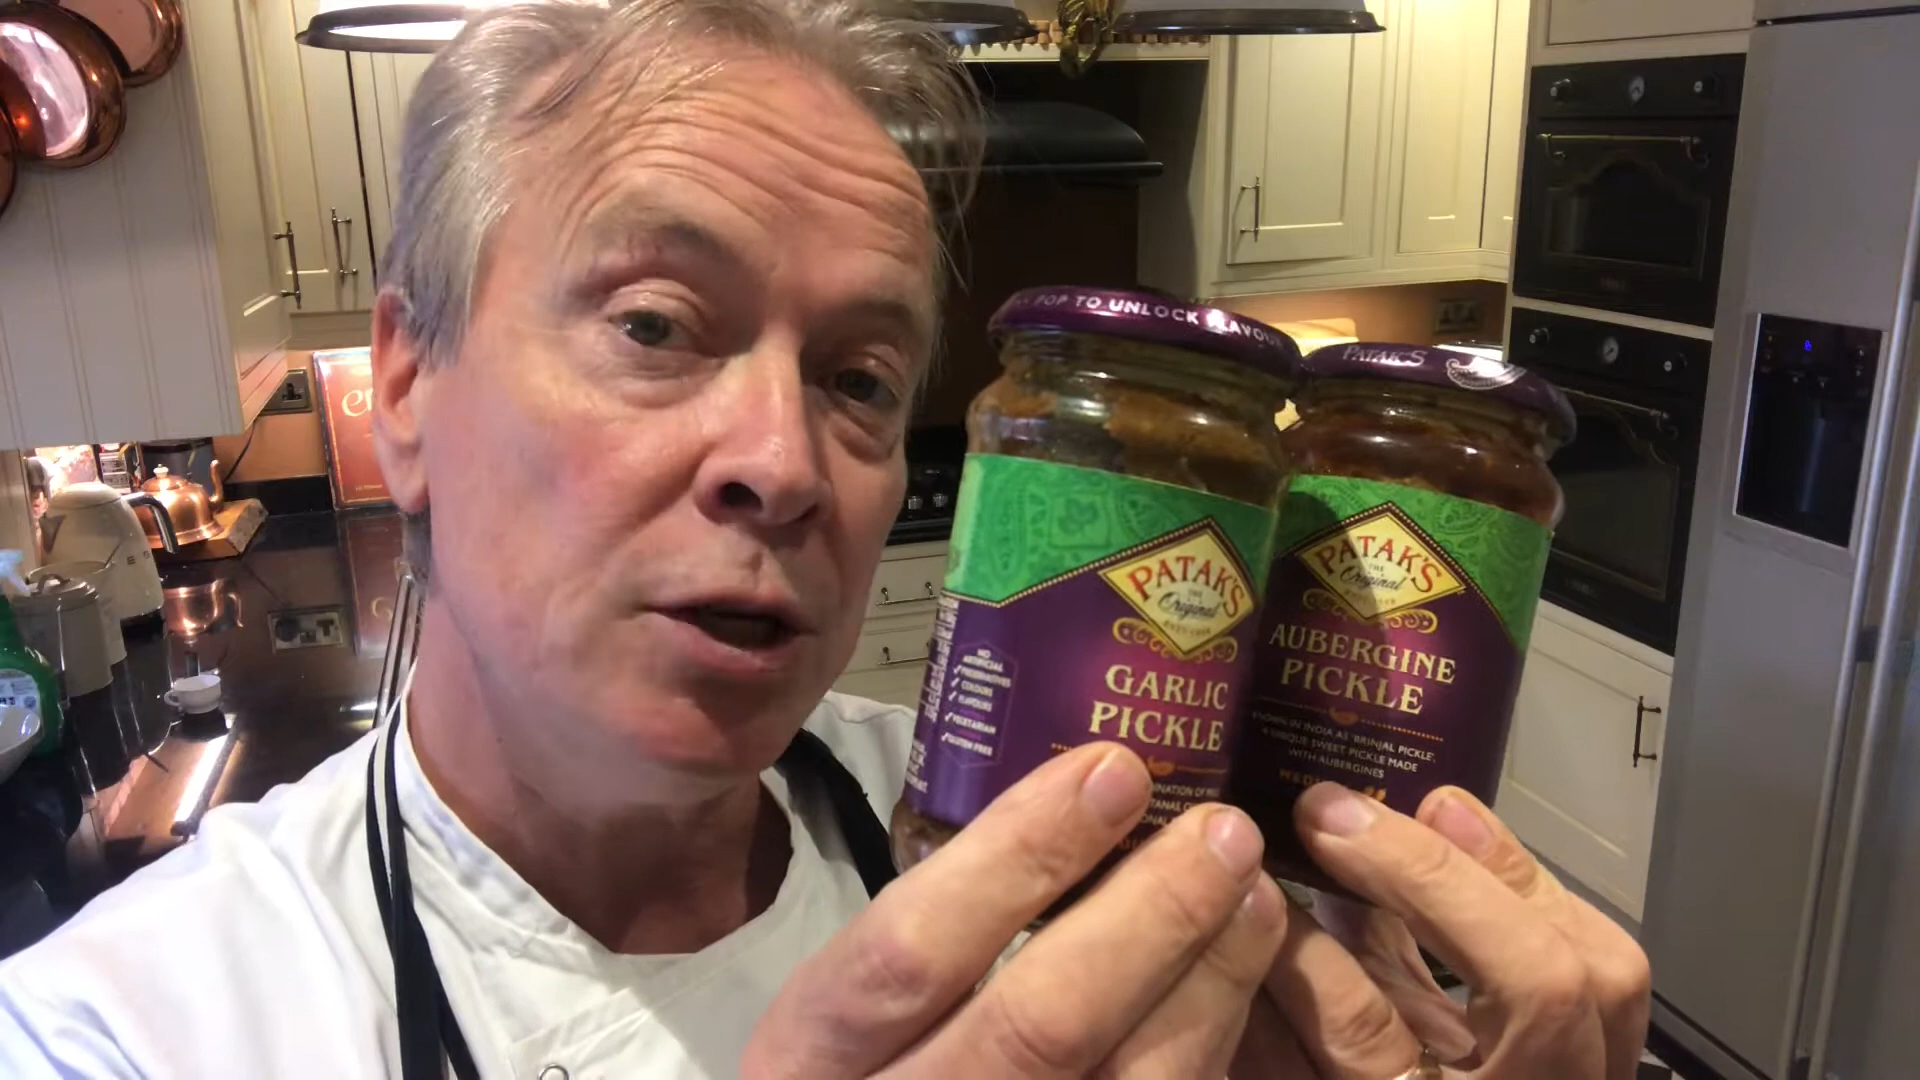 POP TO UNLOCK FLAVOUR
PATAK'S
THE
Original
GARLIC
PICKLE
NO
ARTIFICIAL
✓PRESERVATIVES
✓ COLOURS
✓ FLAVOURS
✓VEGETARIAN
✓GLUTEN FREE
PATAK'S
PATAK'S
THE
Original
AUBERGINE
PICKLE
KNOWN IN INDIA AS 'BRINJAL PICKLE',
A UNIQUE SWEET PICKLE MADE
WITH AUBERGINES